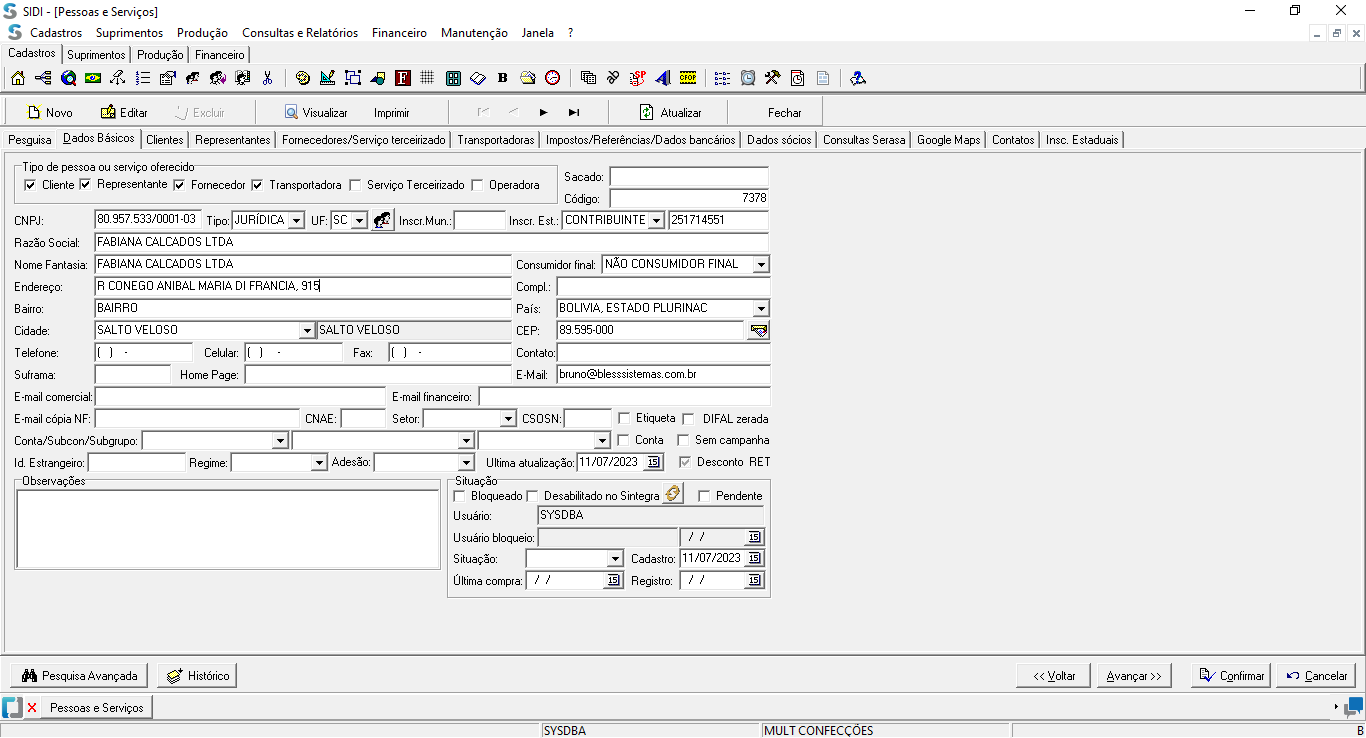 SIDI - [Pessoas e Serviços]
Cadastros Suprimentos Produção Consultas e Relatórios Financeiro Manutenção Janela ?
Cadastros Suprimentos Produção Financeiro
Novo Editar Excluir Visualizar Imprimir Atualizar Fechar
Pesquisa Dados Básicos Clientes Representantes Fornecedores/Serviço terceirizado Transportadoras Impostos/Referências/Dados bancários Dados sócios Consultas Serasa Google Maps Contatos Insc. Estaduais
Tipo de pessoa ou serviço oferecido
Cliente Representante Fornecedor Transportadora Serviço Terceirizado Operadora
Sacado:
Código: 7378
CNPJ: 80.957.533/0001-03 Tipo: JURÍDICA UF: SC Inscr.Mun.: Inscr. Est.: CONTRIBUINTE 251714551
Razão Social: FABIANA CALCADOS LTDA
Nome Fantasia: FABIANA CALCADOS LTDA Consumidor final: NÃO CONSUMIDOR FINAL
Endereço: R CONEGO ANIBAL MARIA DI FRANCIA, 915 Compl.:
Bairro: BAIRRO País: BOLIVIA, ESTADO PLURINAC
Cidade: SALTO VELOSO SALTO VELOSO CEP: 89.595-000
Telefone: ( ) - Celular: ( ) - Fax: ( ) - Contato:
Suframa: Home Page: E-Mail: bruno@blesssistemas.com.br
E-mail comercial: E-mail financeiro:
E-mail cópia NF: CNAE: Setor: CSOSN: Etiqueta DIFAL zerada
Conta/Subcon/Subgrupo: Conta Sem campanha
Id. Estrangeiro: Regime: Adesão: Ultima atualização: 11/07/2023 15 Desconto RET
Observações
Situação
Bloqueado Desabilitado no Sintegra Pendente
Usuário: SYSDBA
Usuário bloqueio: / / 15
Situação: Cadastro: 11/07/2023 15
Última compra: / / 15 Registro: / / 15
Pesquisa Avançada Histórico << Voltar Avançar >> Confirmar Cancelar
Pessoas e Serviços
SYSDBA MULT CONFECÇÕES B